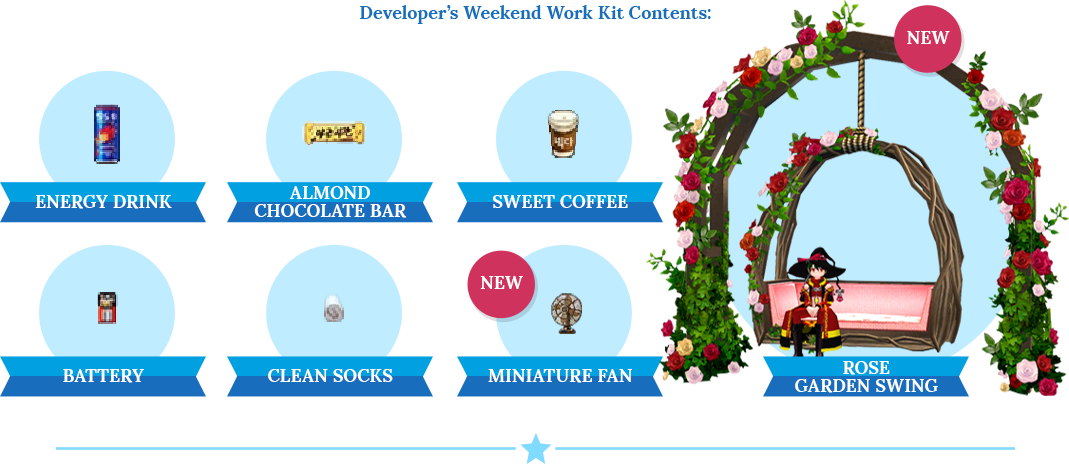 Developer's Weekend Work Kit Contents:
NEW
ENERGY DRINK
ALMOND
CHOCOLATE BAR
SWEET COFFEE
NEW
BATTERY
CLEAN SOCKS
MINIATURE FAN
ROSE
GARDEN SWING